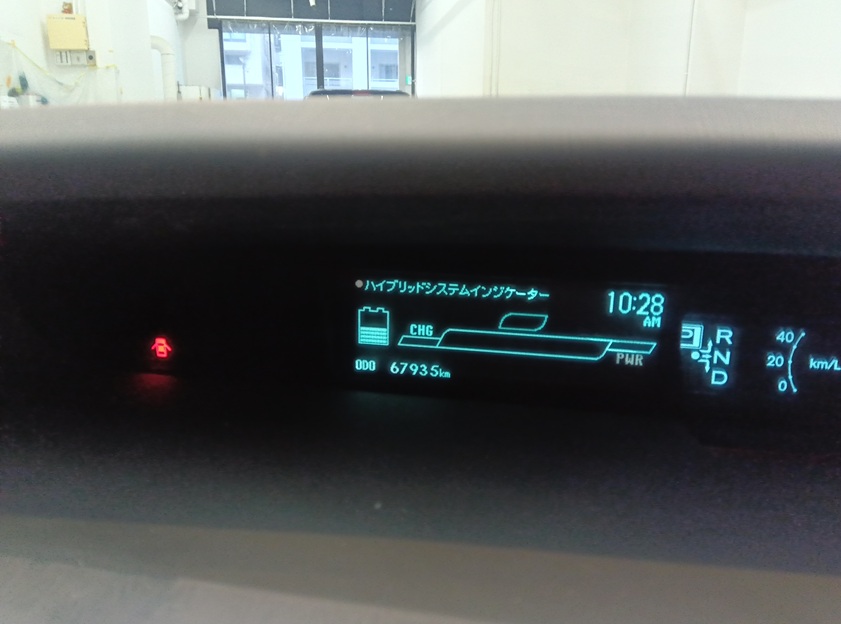 ハイブリッドシステムインジケーター
10:28
AM
CHG
PWR
ODO 67935km
P
R
N
D
40
20
0
km/L